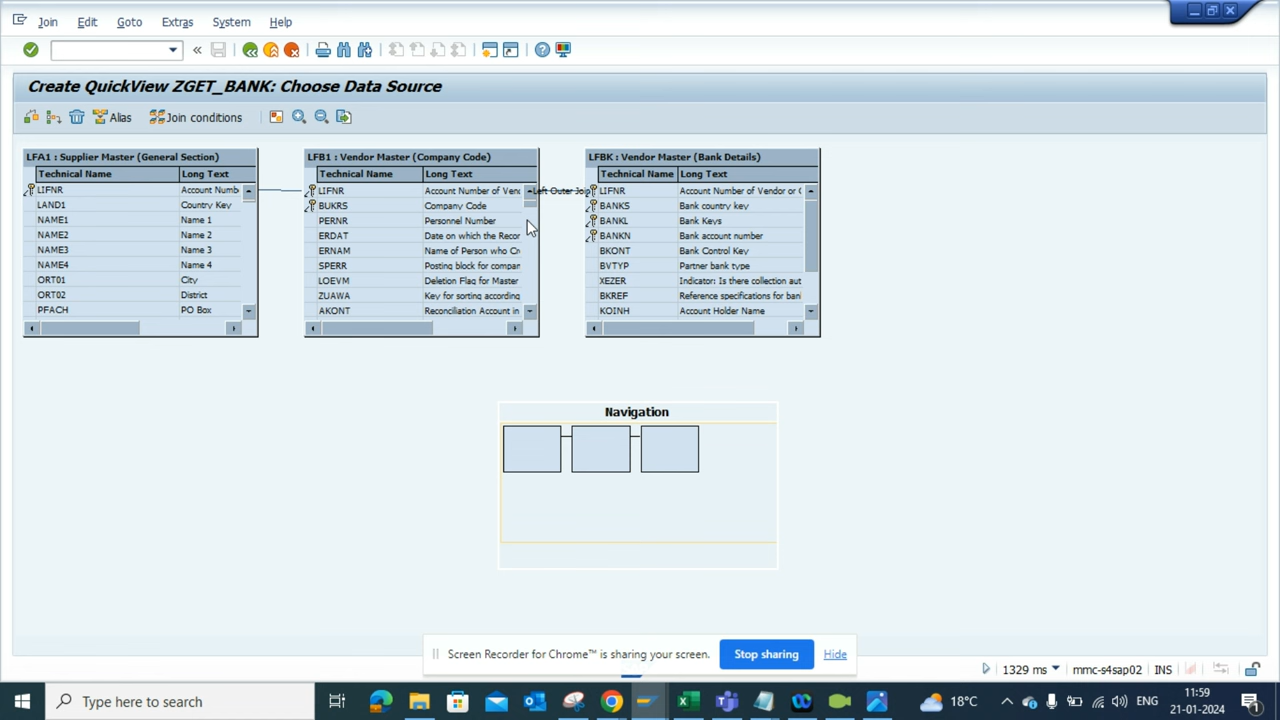 Join Edit Goto Extras System Help
Create QuickView ZGET_BANK: Choose Data Source
Alias Join conditions
LFA1 : Supplier Master (General Section)
Technical Name Long Text
LIFNR Account Numb
LAND1 Country Key
NAME1 Name 1
NAME2 Name 2
NAME3 Name 3
NAME4 Name 4
ORT01 City
ORT02 District
PFACH PO Box
LFB1 : Vendor Master (Company Code)
Technical Name Long Text
LIFNR Account Number of Venc
BUKRS Company Code
PERNR Personnel Number
ERDAT Date on which the Recor
ERNAM Name of Person who Cr
SPERR Posting block for compan
LOEVM Deletion Flag for Master
ZUAWA Key for sorting according
AKONT Reconciliation Account in
Left Outer Join
LFBK : Vendor Master (Bank Details)
Technical Name Long Text
LIFNR Account Number of Vendor or C
BANKS Bank country key
BANKL Bank Keys
BANKN Bank account number
BKONT Bank Control Key
BVTYP Partner bank type
XEZER Indicator: Is there collection aut
BKREF Reference specifications for ban
KOINH Account Holder Name
Navigation
Screen Recorder for Chrome™ is sharing your screen. Stop sharing Hide
1329 ms mmc-s4sap02 INS
Type here to search
18°C ENG
11:59
21-01-2024
1